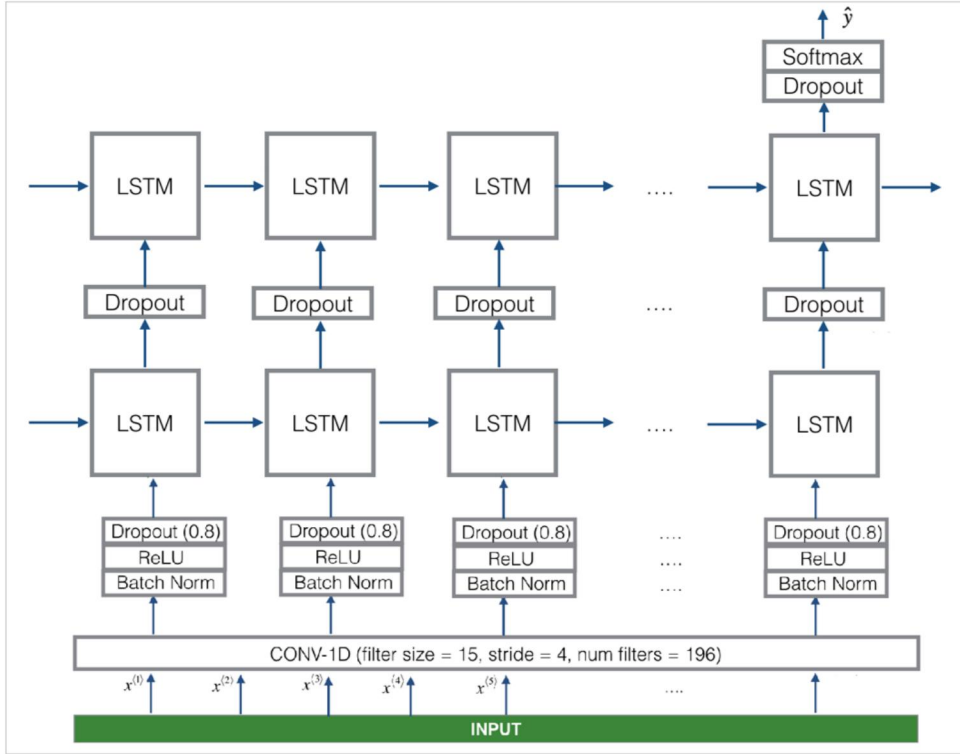 ŷ
Softmax
Dropout
LSTM LSTM LSTM .... LSTM
Dropout Dropout Dropout .... Dropout
LSTM LSTM LSTM .... LSTM
Dropout (0.8) Dropout (0.8) Dropout (0.8) .... Dropout (0.8)
ReLU ReLU ReLU .... ReLU
Batch Norm Batch Norm Batch Norm .... Batch Norm
CONV-1D (filter size = 15, stride = 4, num filters = 196)
x⁽¹⁾ x⁽²⁾ x⁽³⁾ x⁽⁴⁾ x⁽⁵⁾ ....
INPUT